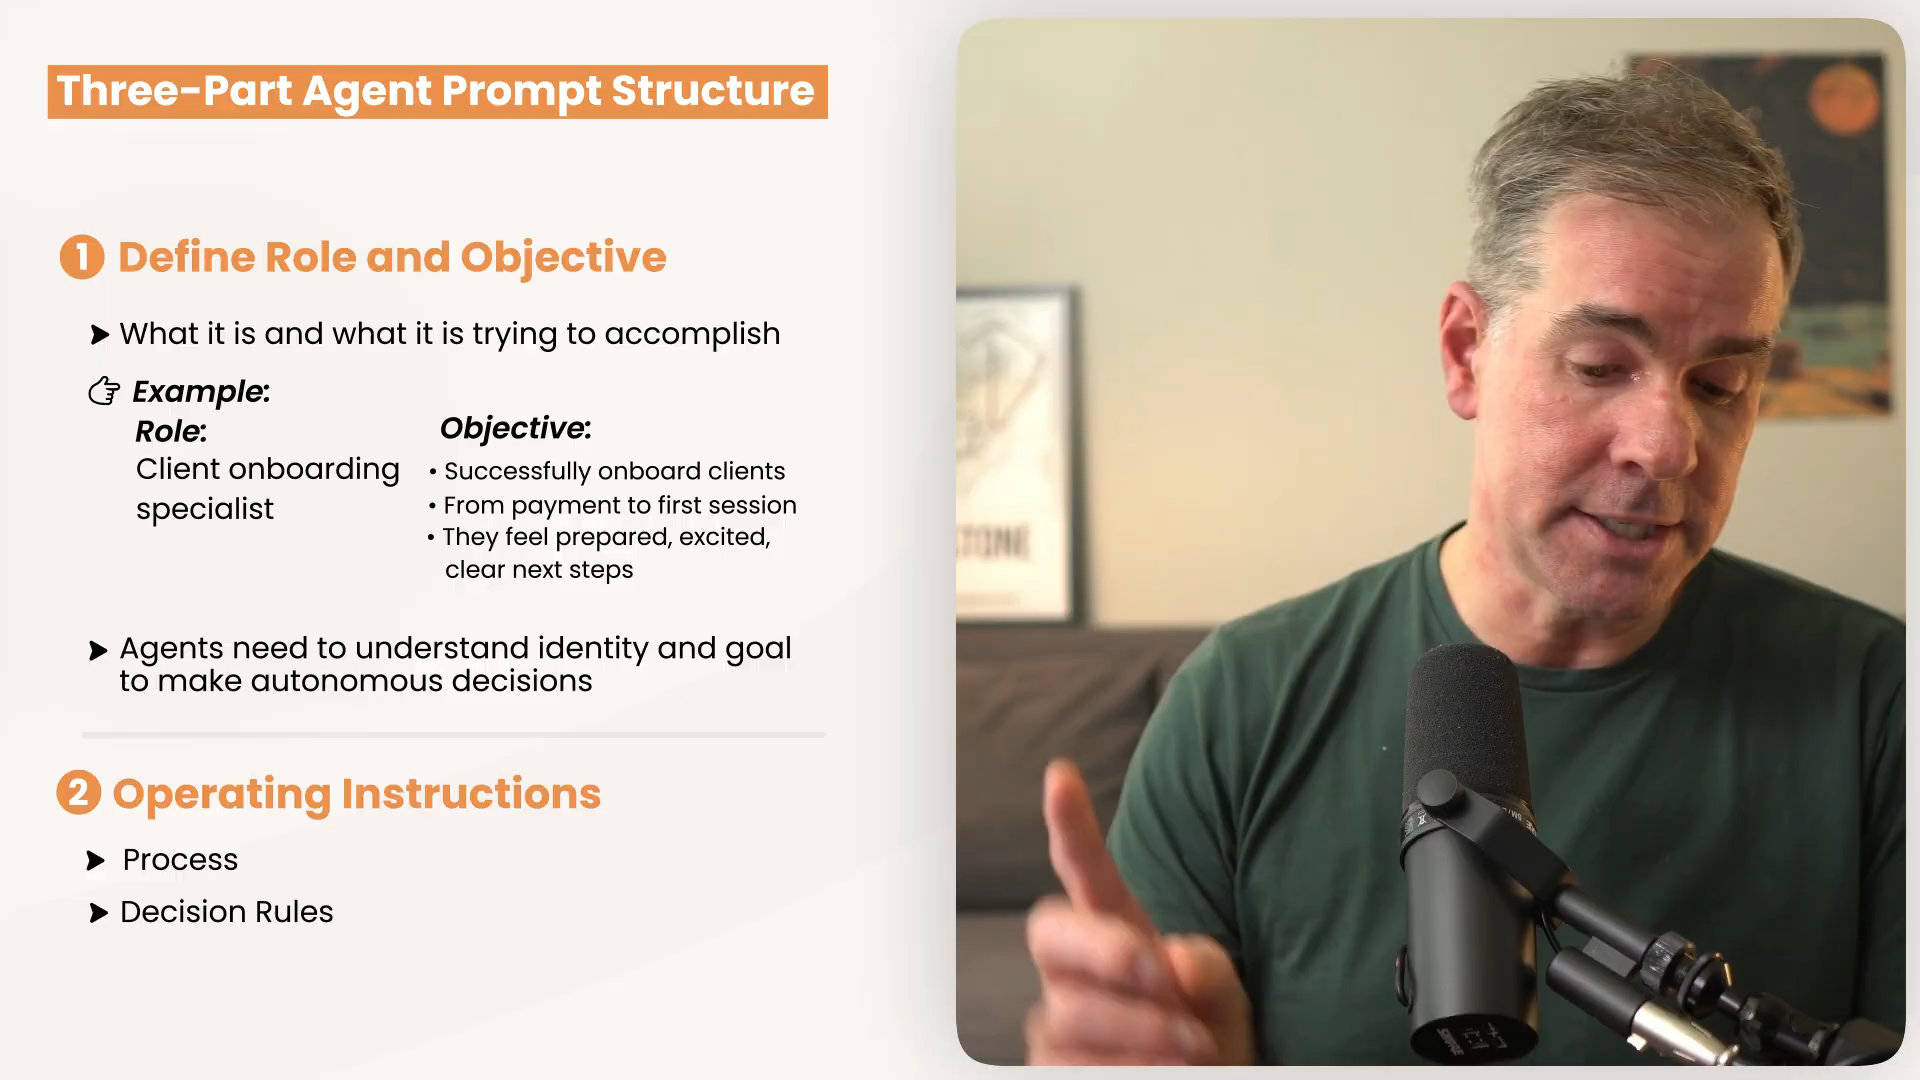 Three-Part Agent Prompt Structure
1 Define Role and Objective
What it is and what it is trying to accomplish
Example:
Role:
Client onboarding
specialist
Objective:
• Successfully onboard clients
• From payment to first session
• They feel prepared, excited,
clear next steps
Agents need to understand identity and goal
to make autonomous decisions
2 Operating Instructions
Process
Decision Rules
TONE
SHURE